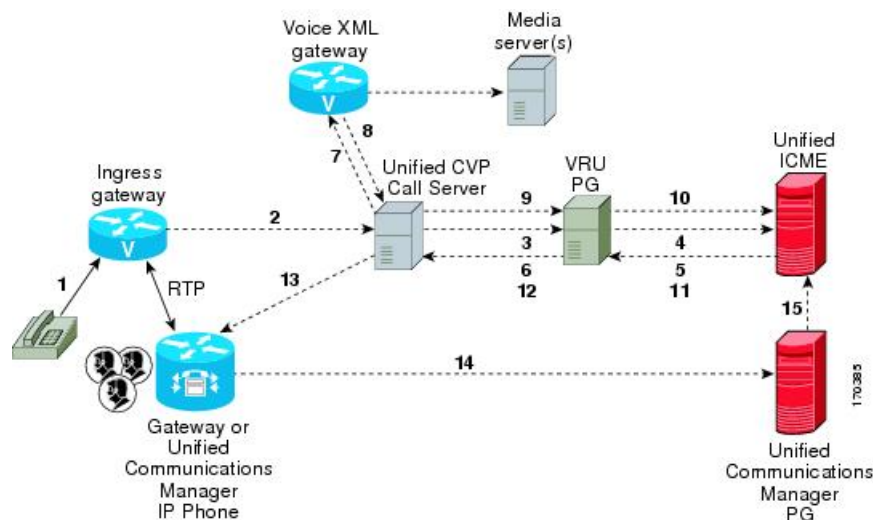 Voice XML
gateway
Media
server(s)
V
8
7
Unified CVP
Call Server
VRU
PG
Unified
ICME
Ingress
gateway
2
9
10
V
3
4
1
RTP
13
6
5
12
11
15
14
170385
Gateway or
Unified
Communications
Manager
IP Phone
Unified
Communications
Manager
PG